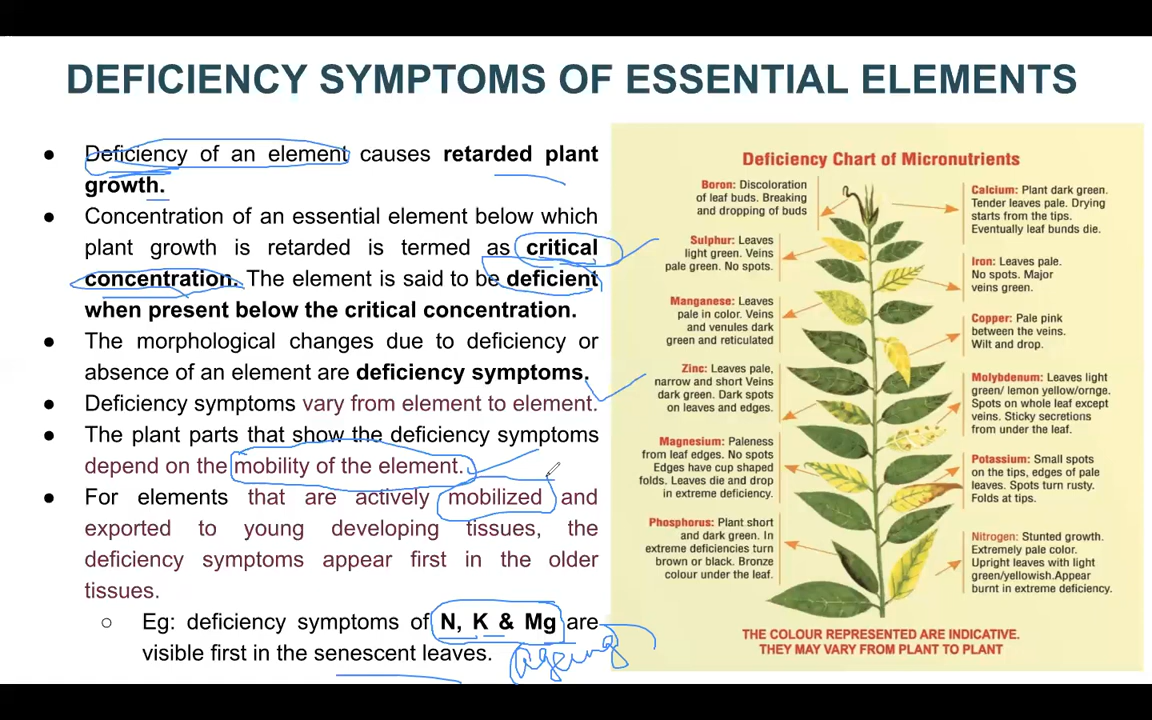 DEFICIENCY SYMPTOMS OF ESSENTIAL ELEMENTS
● Deficiency of an element causes retarded plant
growth.
● Concentration of an essential element below which
plant growth is retarded is termed as critical
concentration. The element is said to be deficient
when present below the critical concentration.
● The morphological changes due to deficiency or
absence of an element are deficiency symptoms.
● Deficiency symptoms vary from element to element.
● The plant parts that show the deficiency symptoms
depend on the mobility of the element.
● For elements that are actively mobilized and
exported to young developing tissues, the
deficiency symptoms appear first in the older
tissues.
○ Eg: deficiency symptoms of N, K & Mg are
visible first in the senescent leaves.
ageing
Deficiency Chart of Micronutrients
Boron: Discoloration
of leaf buds. Breaking
and dropping of buds
Sulphur: Leaves
light green. Veins
pale green. No spots.
Manganese: Leaves
pale in color. Veins
and venules dark
green and reticulated
Zinc: Leaves pale,
narrow and short Veins
dark green. Dark spots
on leaves and edges.
Magnesium: Paleness
from leaf edges. No spots
Edges have cup shaped
folds. Leaves die and drop
in extreme deficiency.
Phosphorus: Plant short
and dark green. In
extreme deficiencies turn
brown or black. Bronze
colour under the leaf.
Calcium: Plant dark green.
Tender leaves pale. Drying
starts from the tips.
Eventually leaf bunds die.
Iron: Leaves pale.
No spots. Major
veins green.
Copper: Pale pink
between the veins.
Wilt and drop.
Molybdenum: Leaves light
green/ lemon yellow/ornge.
Spots on whole leaf except
veins. Sticky secretions
from under the leaf.
Potassium: Small spots
on the tips, edges of pale
leaves. Spots turn rusty.
Folds at tips.
Nitrogen: Stunted growth.
Extremely pale color.
Upright leaves with light
green/yellowish.Appear
burnt in extreme deficiency.
THE COLOUR REPRESENTED ARE INDICATIVE.
THEY MAY VARY FROM PLANT TO PLANT